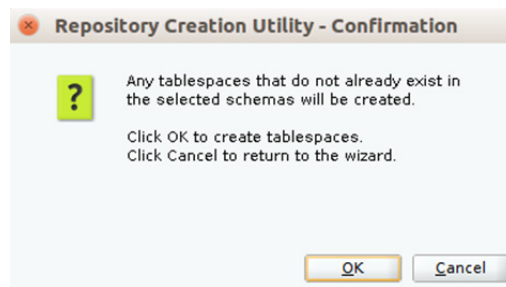 Repository Creation Utility - Confirmation
?
Any tablespaces that do not already exist in
the selected schemas will be created.
Click OK to create tablespaces.
Click Cancel to return to the wizard.
OK Cancel